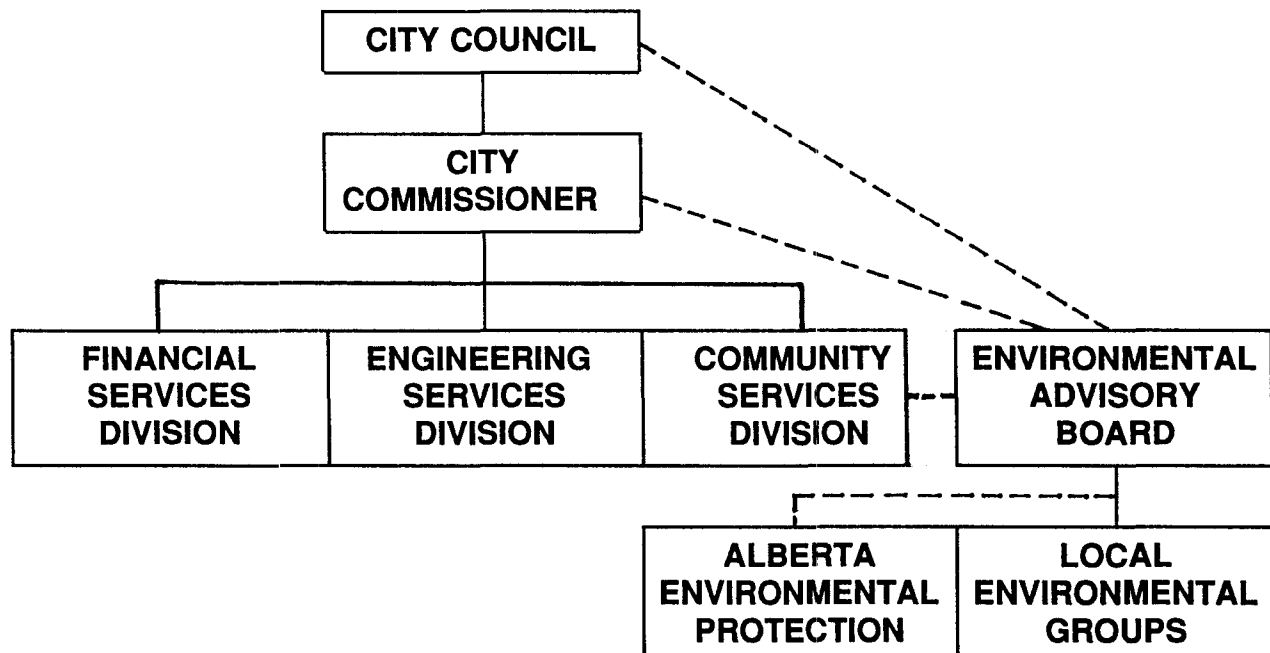 CITY COUNCIL
CITY
COMMISSIONER
FINANCIAL
SERVICES
DIVISION
ENGINEERING
SERVICES
DIVISION
COMMUNITY
SERVICES
DIVISION
ENVIRONMENTAL
ADVISORY
BOARD
ALBERTA
ENVIRONMENTAL
PROTECTION
LOCAL
ENVIRONMENTAL
GROUPS